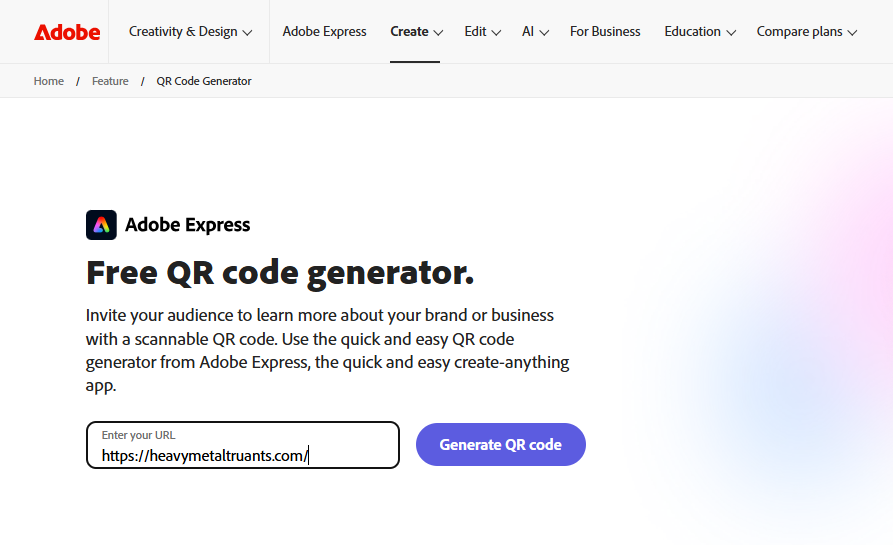 Adobe Creativity & Design Adobe Express Create Edit AI For Business Education Compare plans
Home / Feature / QR Code Generator
Adobe Express
Free QR code generator.
Invite your audience to learn more about your brand or business
with a scannable QR code. Use the quick and easy QR code
generator from Adobe Express, the quick and easy create-anything
app.
Enter your URL
https://heavymetaltruants.com/
Generate QR code